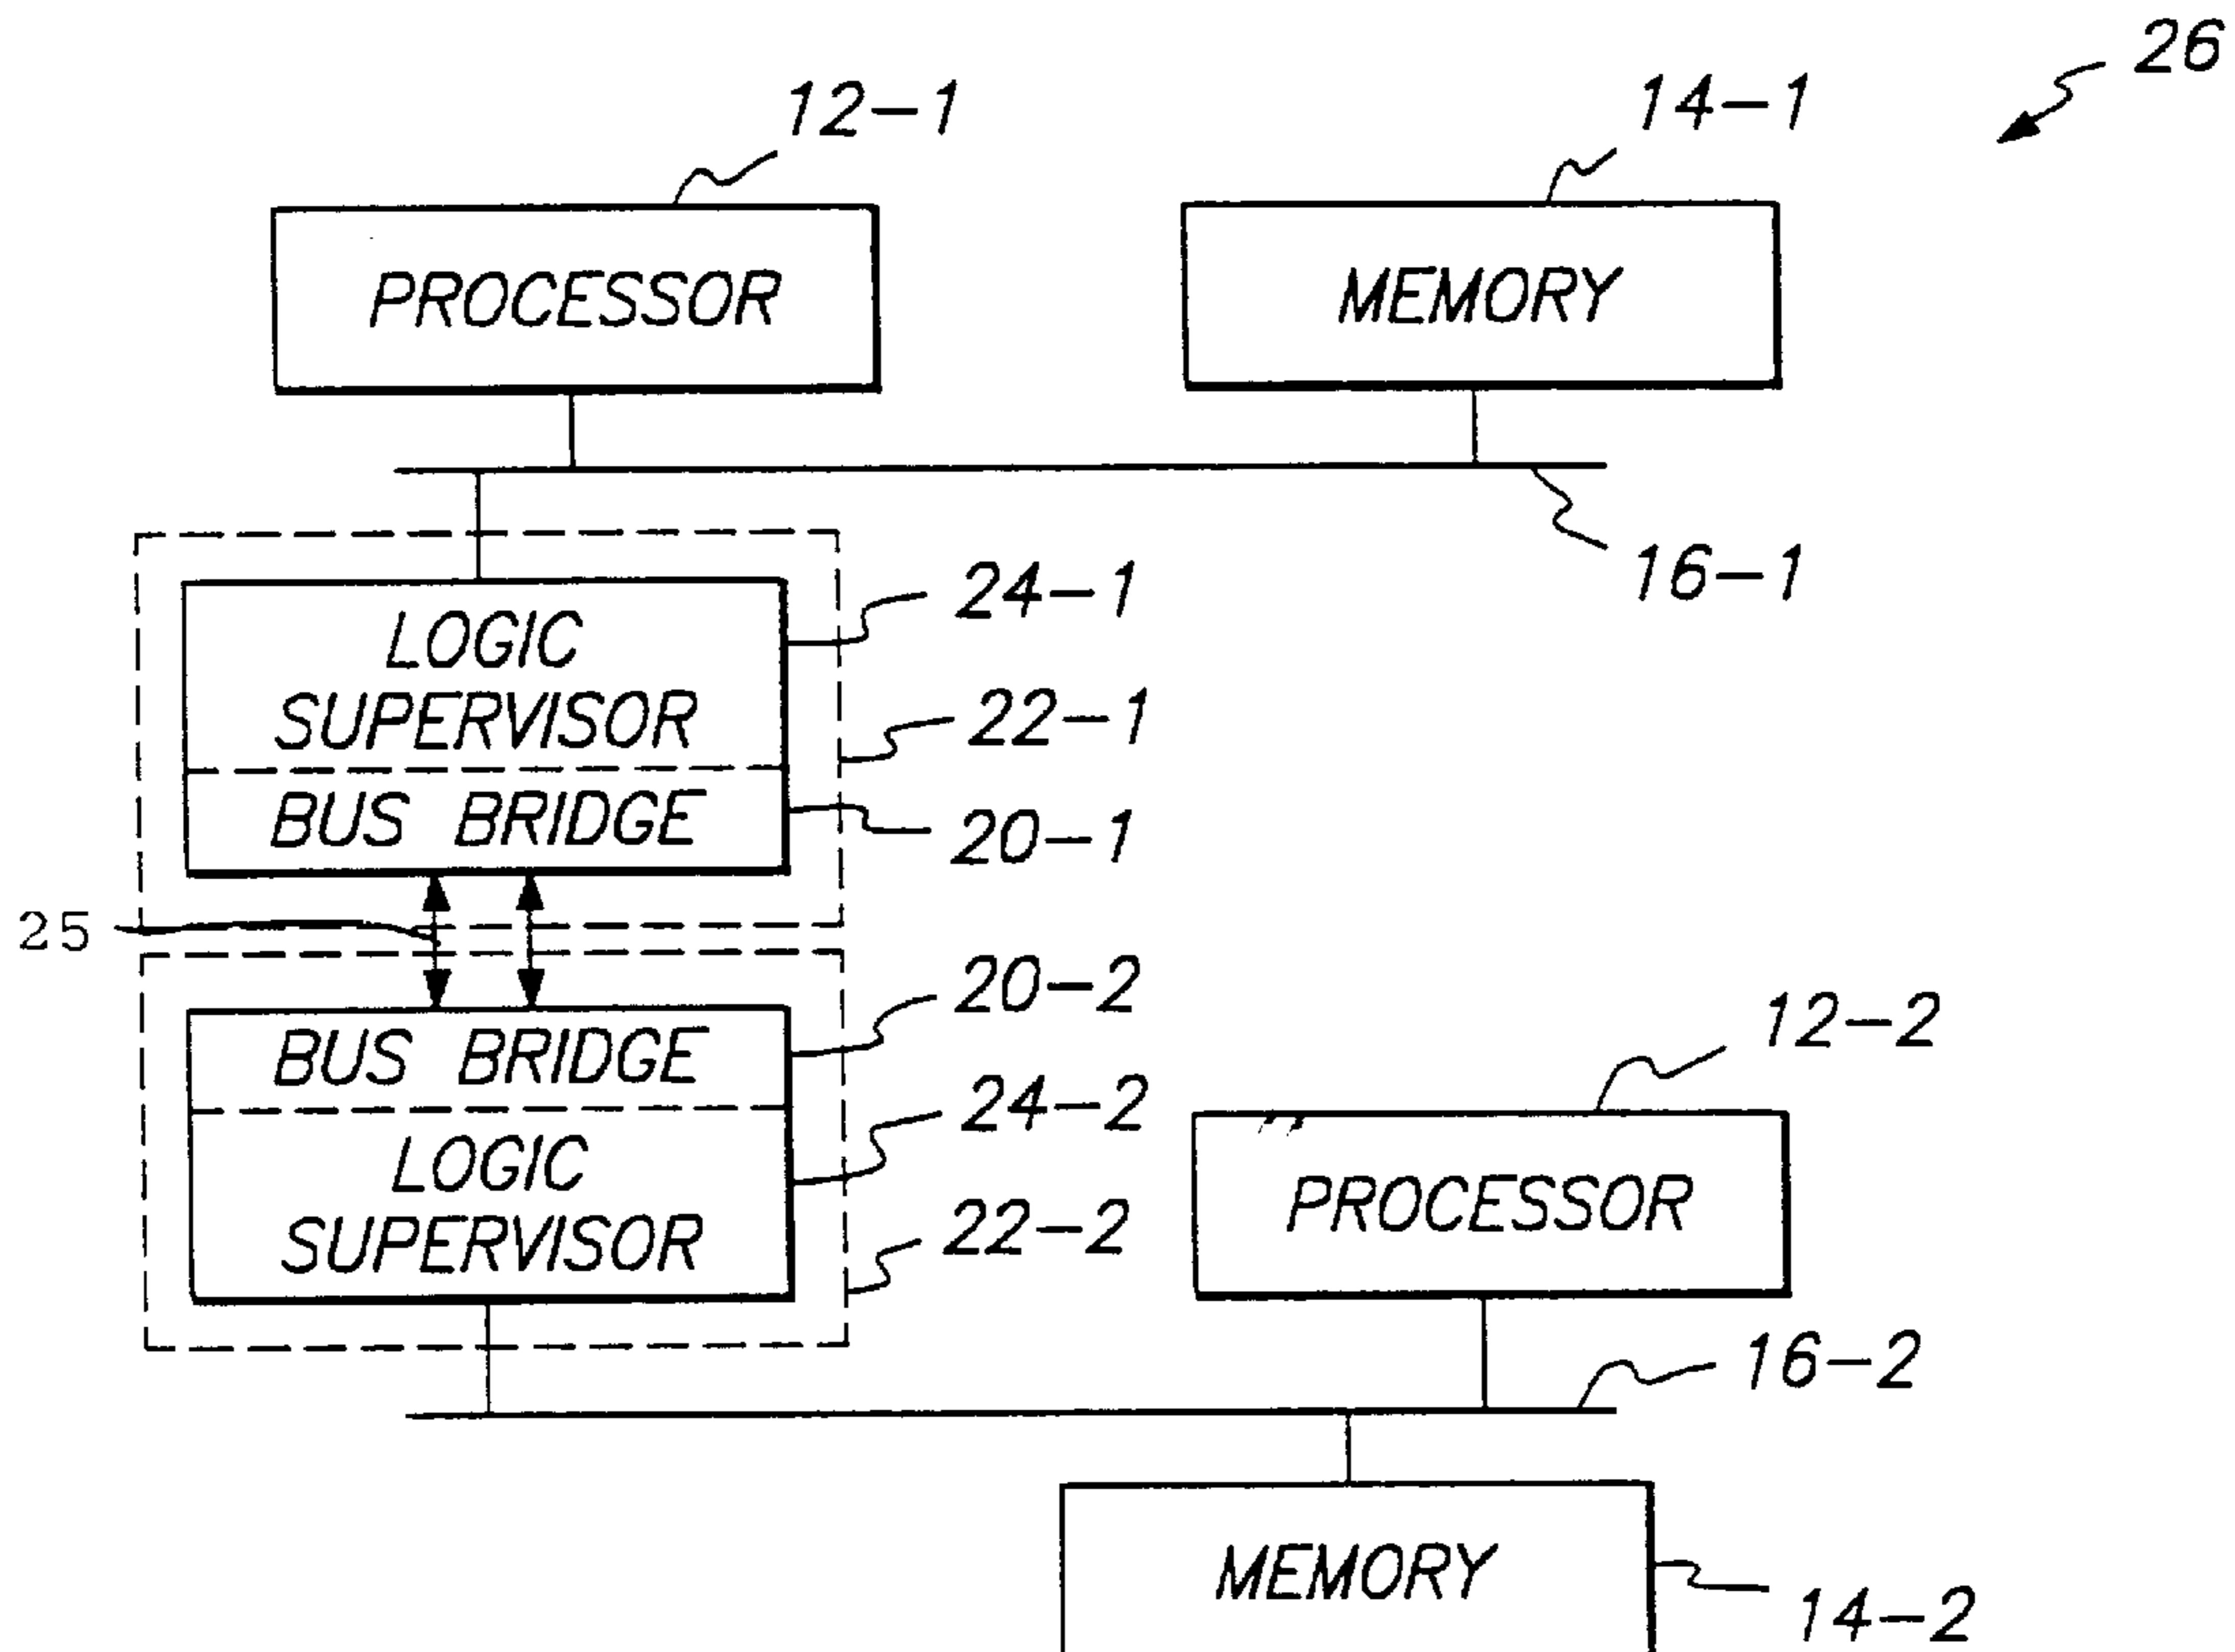 26
12-1
14-1
PROCESSOR
MEMORY
16-1
24-1
LOGIC
SUPERVISOR
22-1
BUS BRIDGE
20-1
25
20-2
BUS BRIDGE
12-2
24-2
LOGIC
SUPERVISOR
22-2
PROCESSOR
16-2
MEMORY
14-2